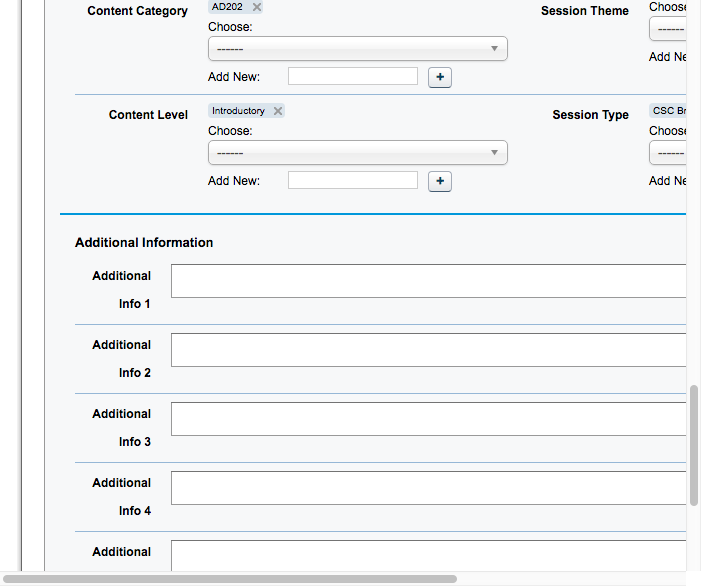 Content Category AD202 Session Theme Choose
Choose:
------ ------
Add New: Add Ne
Content Level Introductory Session Type CSC Br
Choose: Choose
------ ------
Add New: Add Ne
Additional Information
Additional
Info 1
Additional
Info 2
Additional
Info 3
Additional
Info 4
Additional